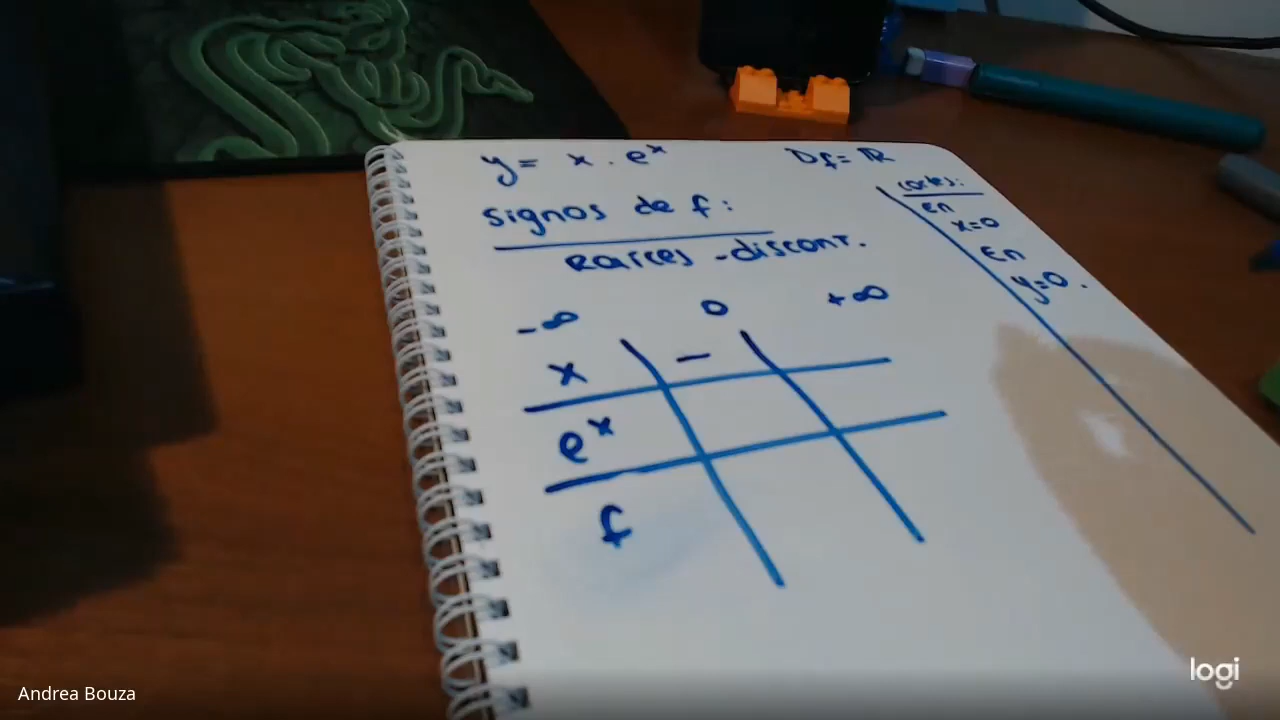 y = x . e^x Df = ℝ
signos de f :
Raíces - discont.
-∞ 0 +∞
x -
e^x
f
cortes:
En
x=0
En
y=0.
logi
Andrea Bouza